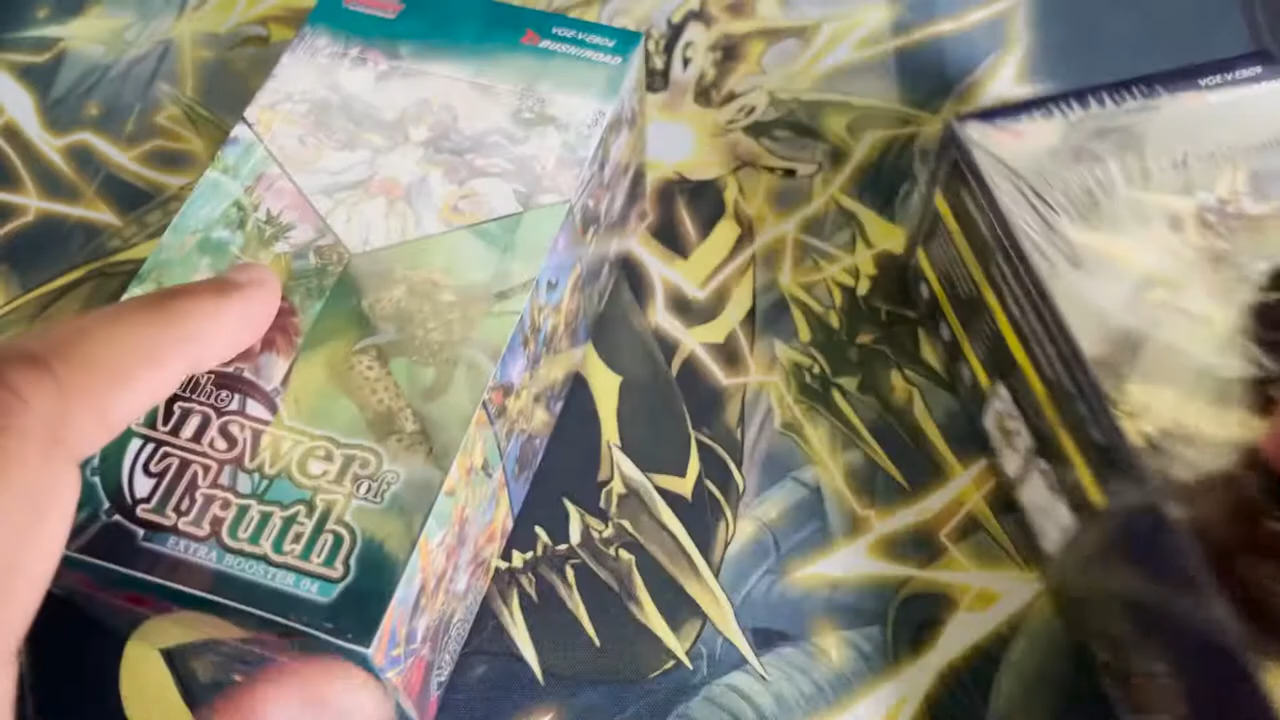 VGE-V-EB04
BUSHIROAD
The
Answer of
Truth
EXTRA BOOSTER 04
VGE-V-EB09